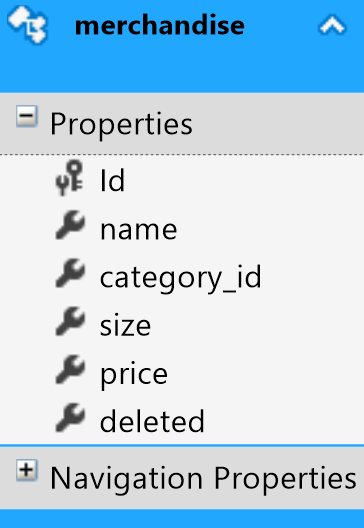 merchandise
Properties
Id
name
category_id
size
price
deleted
Navigation Properties